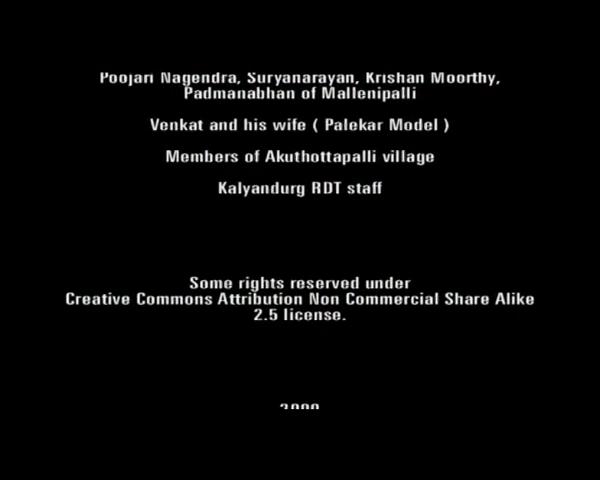 Poojari Nagendra, Suryanarayan, Krishan Moorthy,
Padmanabhan of Mallenipalli
Venkat and his wife ( Palekar Model )
Members of Akuthottapalli village
Kalyandurg RDT staff
Some rights reserved under
Creative Commons Attribution Non Commercial Share Alike
2.5 license.